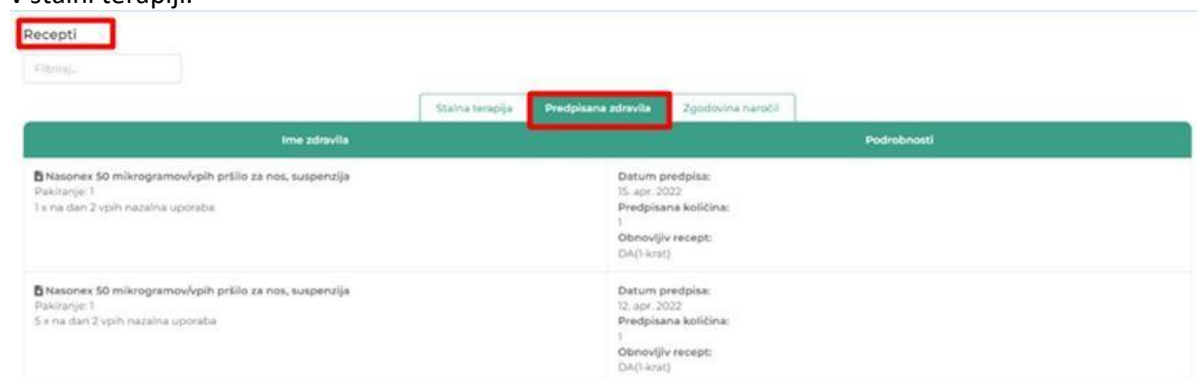 v stalni terapiji.
Recepti
Filtriraj...
Stalna terapija Predpisana zdravila Zgodovina naročil
Ime zdravila Podrobnosti
Nasonex 50 mikrogramov/vpih pršilo za nos, suspenzija
Pakiranje: 1
1 x na dan 2 vpih nazalna uporaba
Datum predpisa:
15. apr. 2022
Predpisana količina:
1
Obnovljiv recept:
DA(1-krat)
Nasonex 50 mikrogramov/vpih pršilo za nos, suspenzija
Pakiranje: 1
5 x na dan 2 vpih nazalna uporaba
Datum predpisa:
12. apr. 2022
Predpisana količina:
1
Obnovljiv recept:
DA(1-krat)